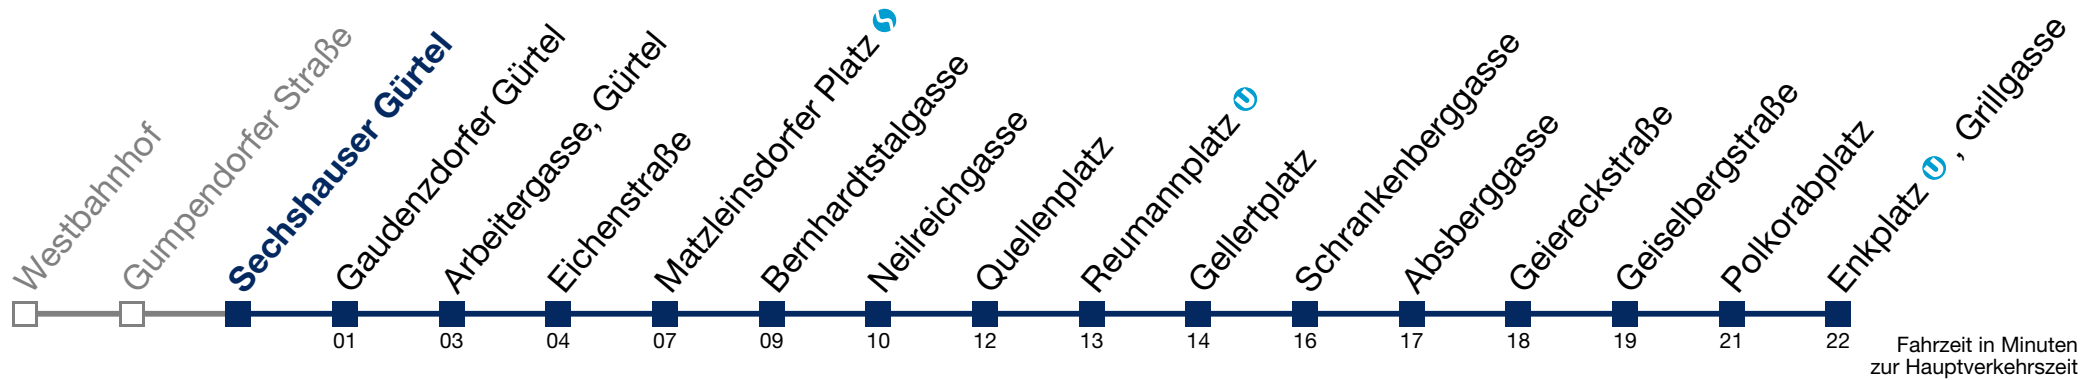 Westbahnhof
Gumpendorfer Straße
Sechshauser Gürtel
Gaudenzdorfer Gürtel
Arbeitergasse, Gürtel
Eichenstraße
Matzleinsdorfer Platz S
Bernhardtstalgasse
Neilreichgasse
Quellenplatz
Reumannplatz U
Gellertplatz
Schrankenberggasse
Absberggasse
Geiereckstraße
Geiselbergstraße
Polkorabplatz
Enkplatz U , Grillgasse
01 03 04 07 09 10 12 13 14 16 17 18 19 21 22
Fahrzeit in Minuten
zur Hauptverkehrszeit